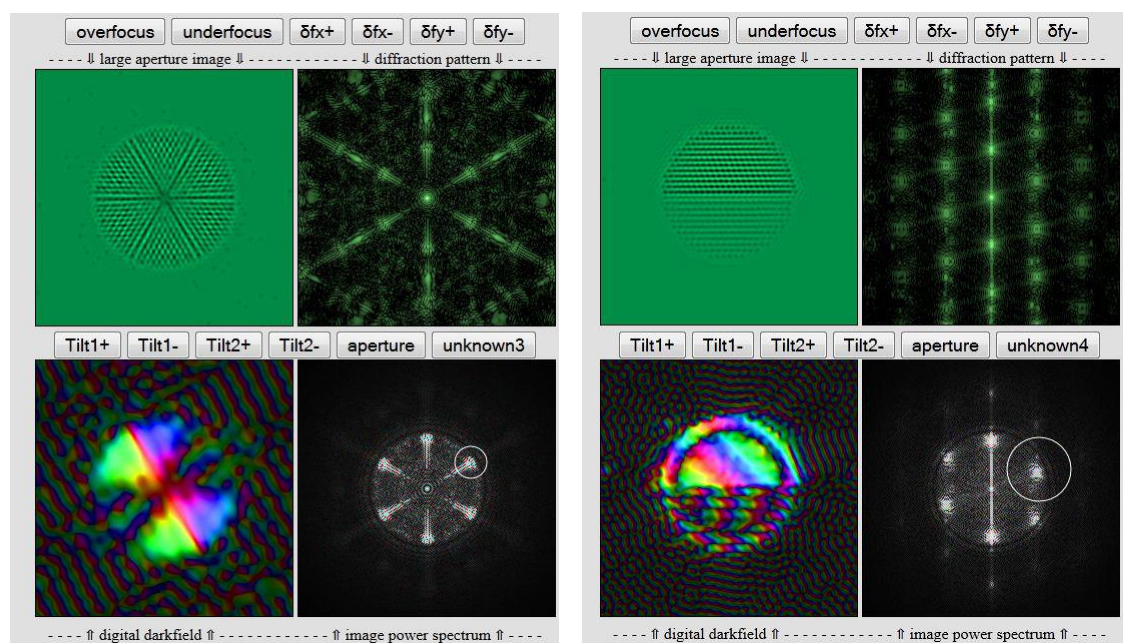 overfocus underfocus δfx+ δfx- δfy+ δfy-
- - - - ⇓ large aperture image ⇓ - - - - - - - - - - - - ⇓ diffraction pattern ⇓ - - - -
Tilt1+ Tilt1- Tilt2+ Tilt2- aperture unknown3
- - - - ⇑ digital darkfield ⇑ - - - - - - - - - - - - ⇑ image power spectrum ⇑ - - - -
overfocus underfocus δfx+ δfx- δfy+ δfy-
- - - - ⇓ large aperture image ⇓ - - - - - - - - - - - - ⇓ diffraction pattern ⇓ - - - -
Tilt1+ Tilt1- Tilt2+ Tilt2- aperture unknown4
- - - - ⇑ digital darkfield ⇑ - - - - - - - - - - - - ⇑ image power spectrum ⇑ - - - -